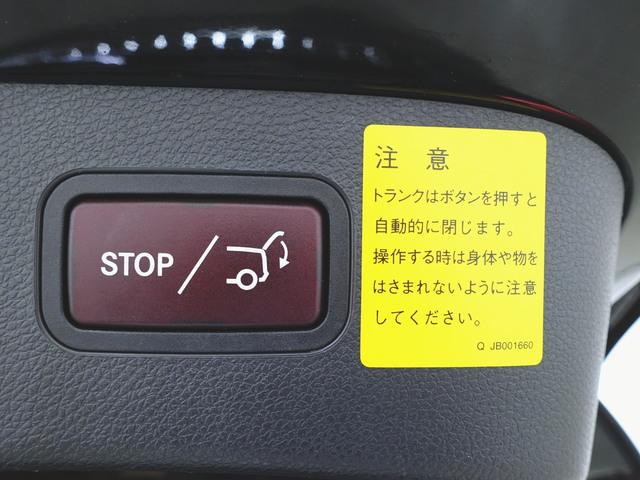 STOP /
注 意
トランクはボタンを押すと
自動的に閉じます。
操作する時は身体や物を
はさまれないように注意
してください。
Q JB001660